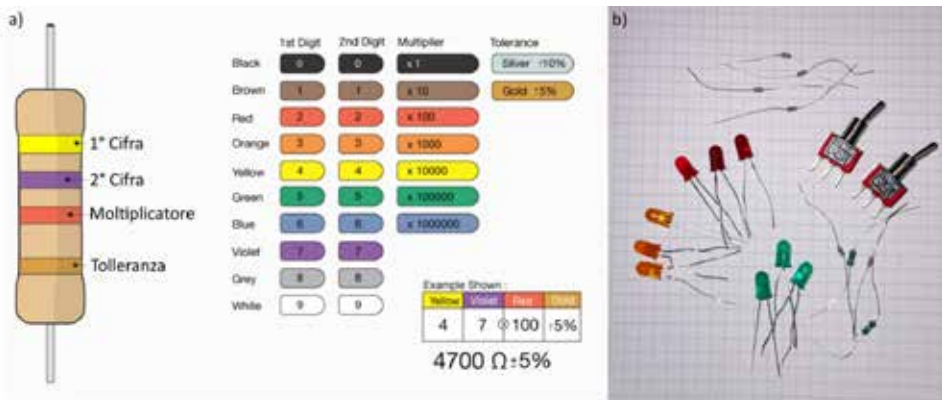 a)
1° Cifra
2° Cifra
Moltiplicatore
Tolleranza
1st Digit 2nd Digit Multiplier Tolerance
Black 0 0 x 1 Silver ±10%
Brown 1 1 x 10 Gold ±5%
Red 2 2 x 100
Orange 3 3 x 1000
Yellow 4 4 x 10000
Green 5 5 x 100000
Blue 6 6 x 1000000
Violet 7 7
Grey 8 8
White 9 9
Example Shown :
Yellow Violet Red Gold
4 7 100 ±5%
4700 Ω±5%
b)